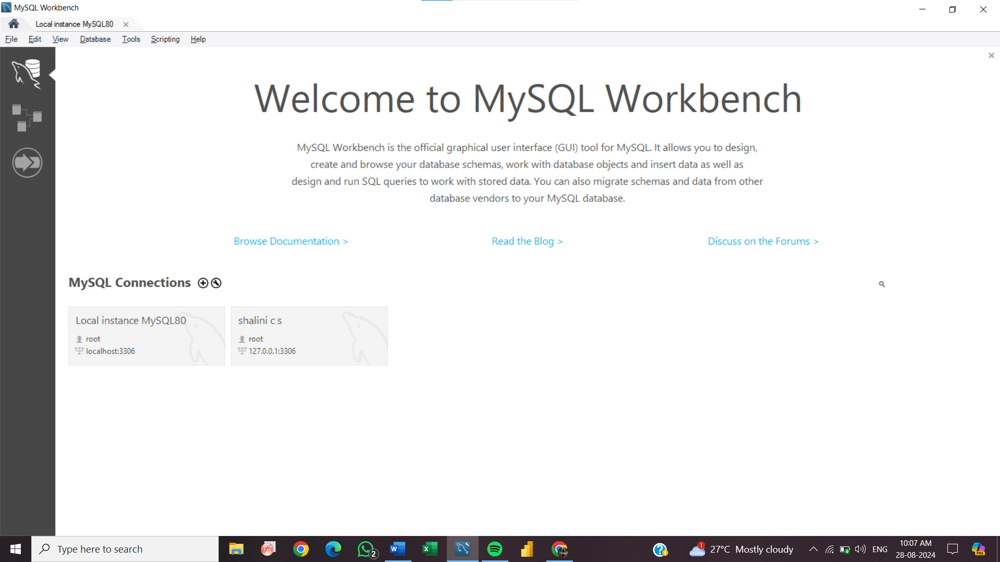 MySQL Workbench
Local instance MySQL80
File Edit View Database Tools Scripting Help
Welcome to MySQL Workbench
MySQL Workbench is the official graphical user interface (GUI) tool for MySQL. It allows you to design,
create and browse your database schemas, work with database objects and insert data as well as
design and run SQL queries to work with stored data. You can also migrate schemas and data from other
database vendors to your MySQL database.
Browse Documentation > Read the Blog > Discuss on the Forums >
MySQL Connections
Local instance MySQL80
root
localhost:3306
shalini c s
root
127.0.0.1:3306
Type here to search
2
1
27°C Mostly cloudy
ENG
10:07 AM
28-08-2024
PRE